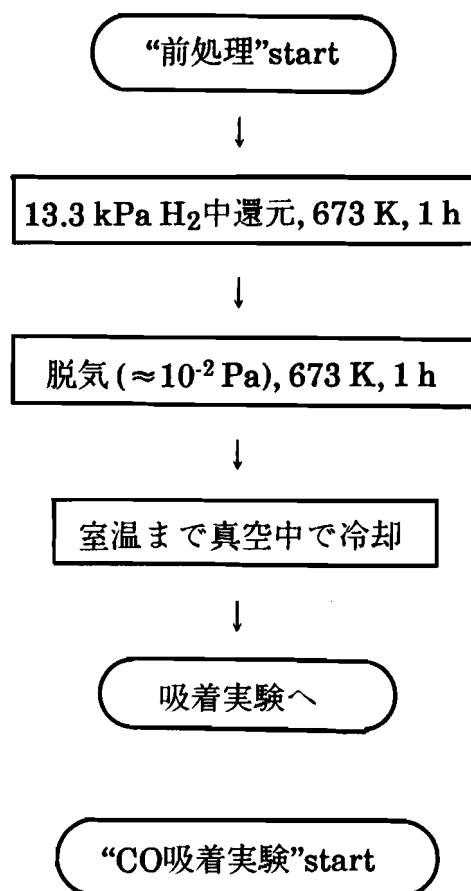 “前処理”start
↓
13.3 kPa H₂中還元, 673 K, 1 h
↓
脱気 (≈10⁻² Pa), 673 K, 1 h
↓
室温まで真空中で冷却
↓
吸着実験へ
“CO吸着実験”start